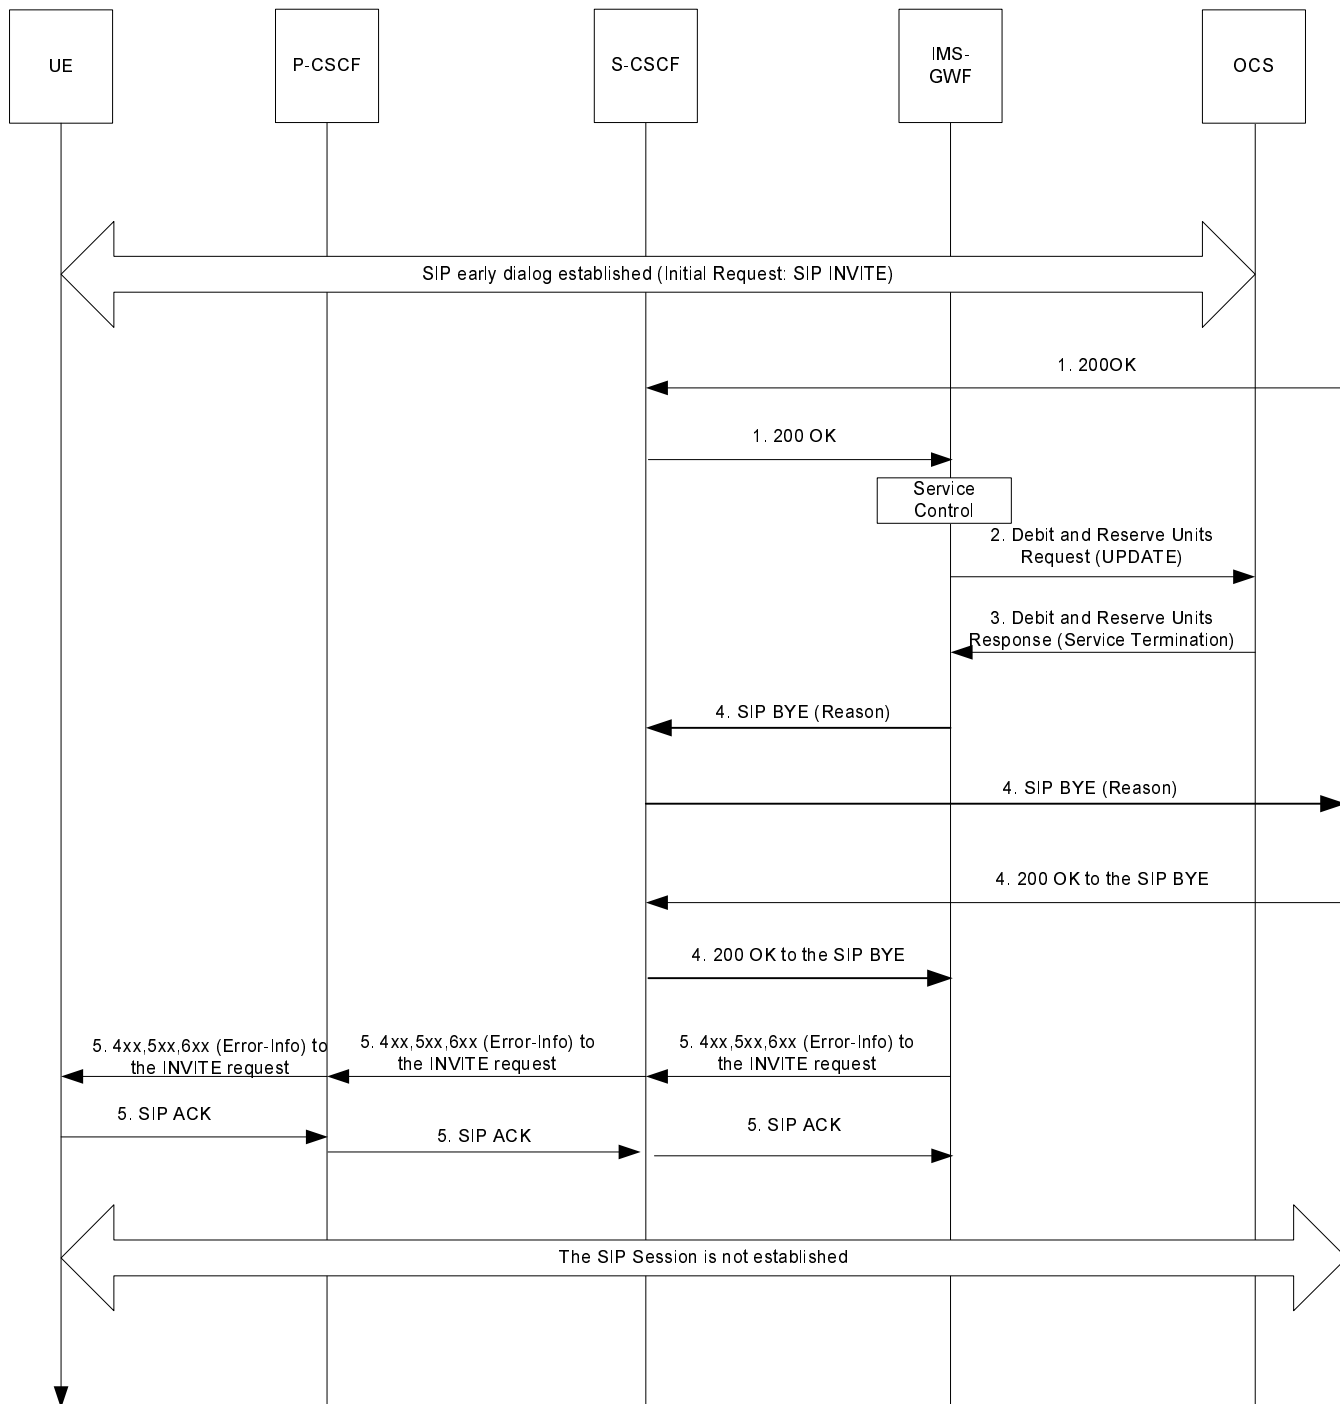 UE
P-CSCF
S-CSCF
IMS-
GWF
OCS
SIP early dialog established (Initial Request: SIP INVITE)
1. 200OK
1. 200 OK
Service
Control
2. Debit and Reserve Units
Request (UPDATE)
3. Debit and Reserve Units
Response (Service Termination)
4. SIP BYE (Reason)
4. SIP BYE (Reason)
4. 200 OK to the SIP BYE
4. 200 OK to the SIP BYE
5. 4xx,5xx,6xx (Error-Info) to
the INVITE request
5. 4xx,5xx,6xx (Error-Info) to
the INVITE request
5. 4xx,5xx,6xx (Error-Info) to
the INVITE request
5. SIP ACK
5. SIP ACK
5. SIP ACK
The SIP Session is not established